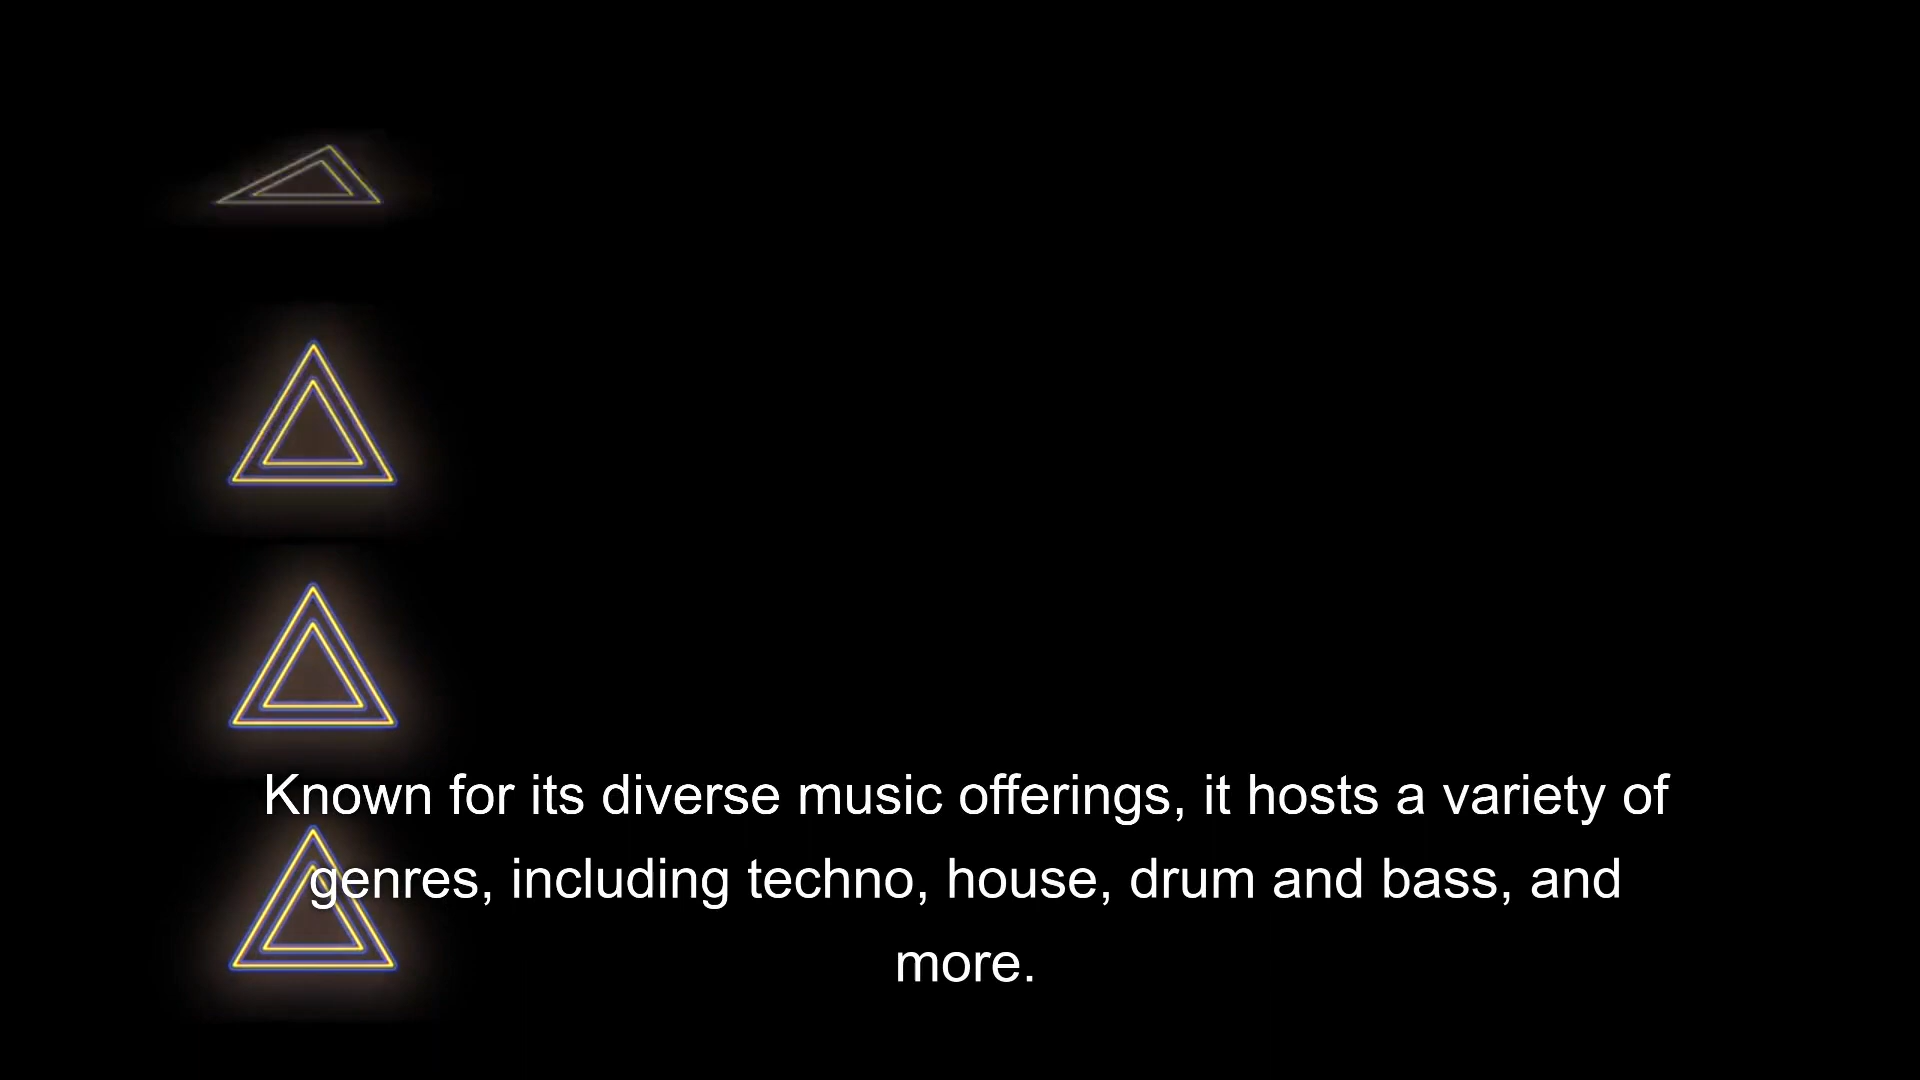 Known for its diverse music offerings, it hosts a variety of
genres, including techno, house, drum and bass, and
more.